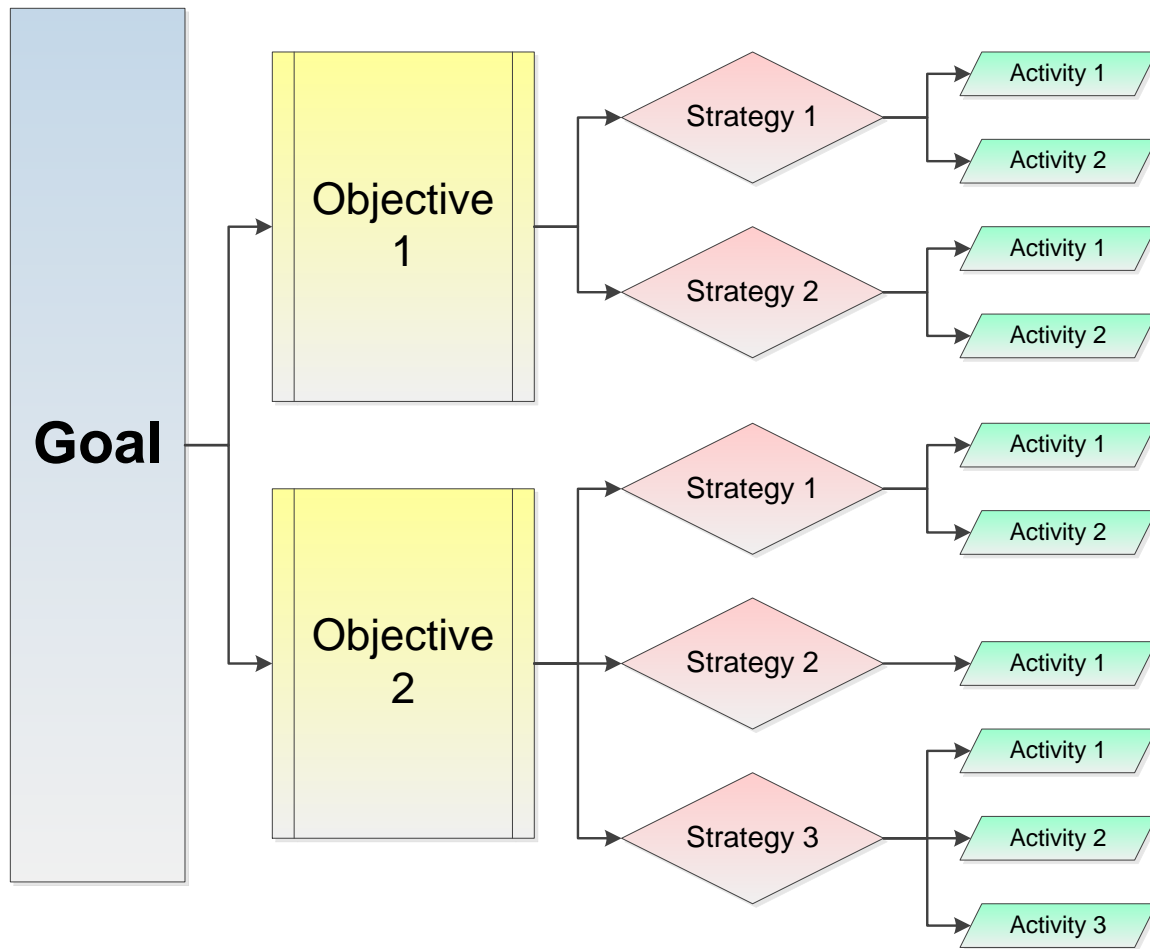 Goal
Objective
1
Strategy 1
Activity 1
Activity 2
Strategy 2
Activity 1
Activity 2
Objective
2
Strategy 1
Activity 1
Activity 2
Strategy 2
Activity 1
Strategy 3
Activity 1
Activity 2
Activity 3